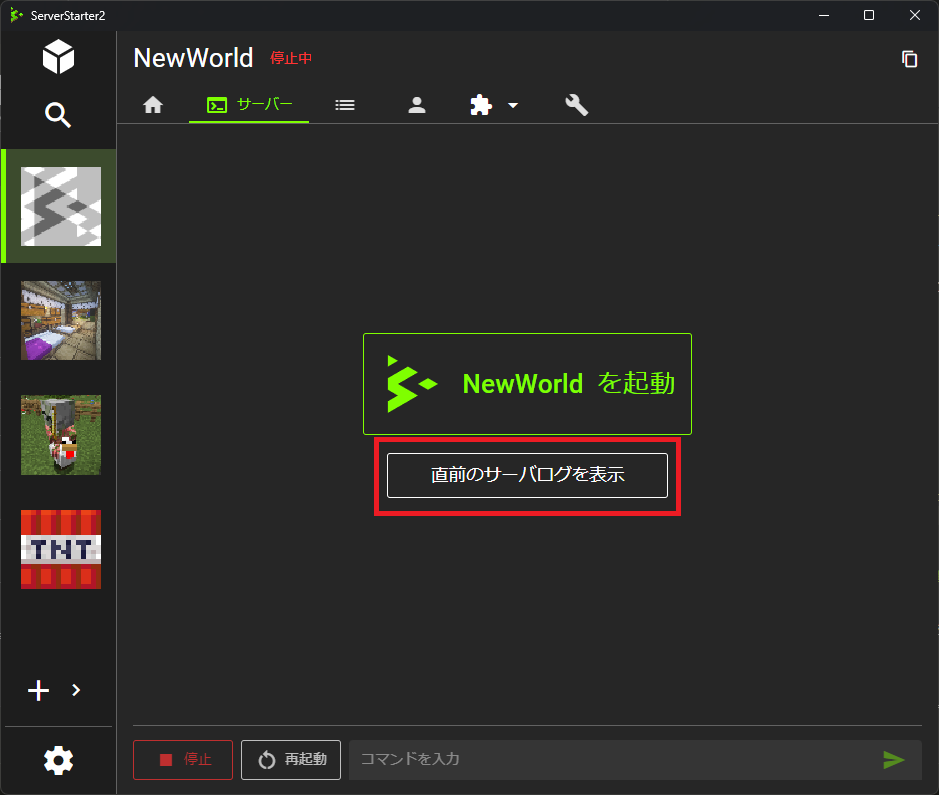 ServerStarter2
NewWorld 停止中
サーバー
NewWorld を起動
直前のサーバログを表示
TNT
停止 再起動 コマンドを入力